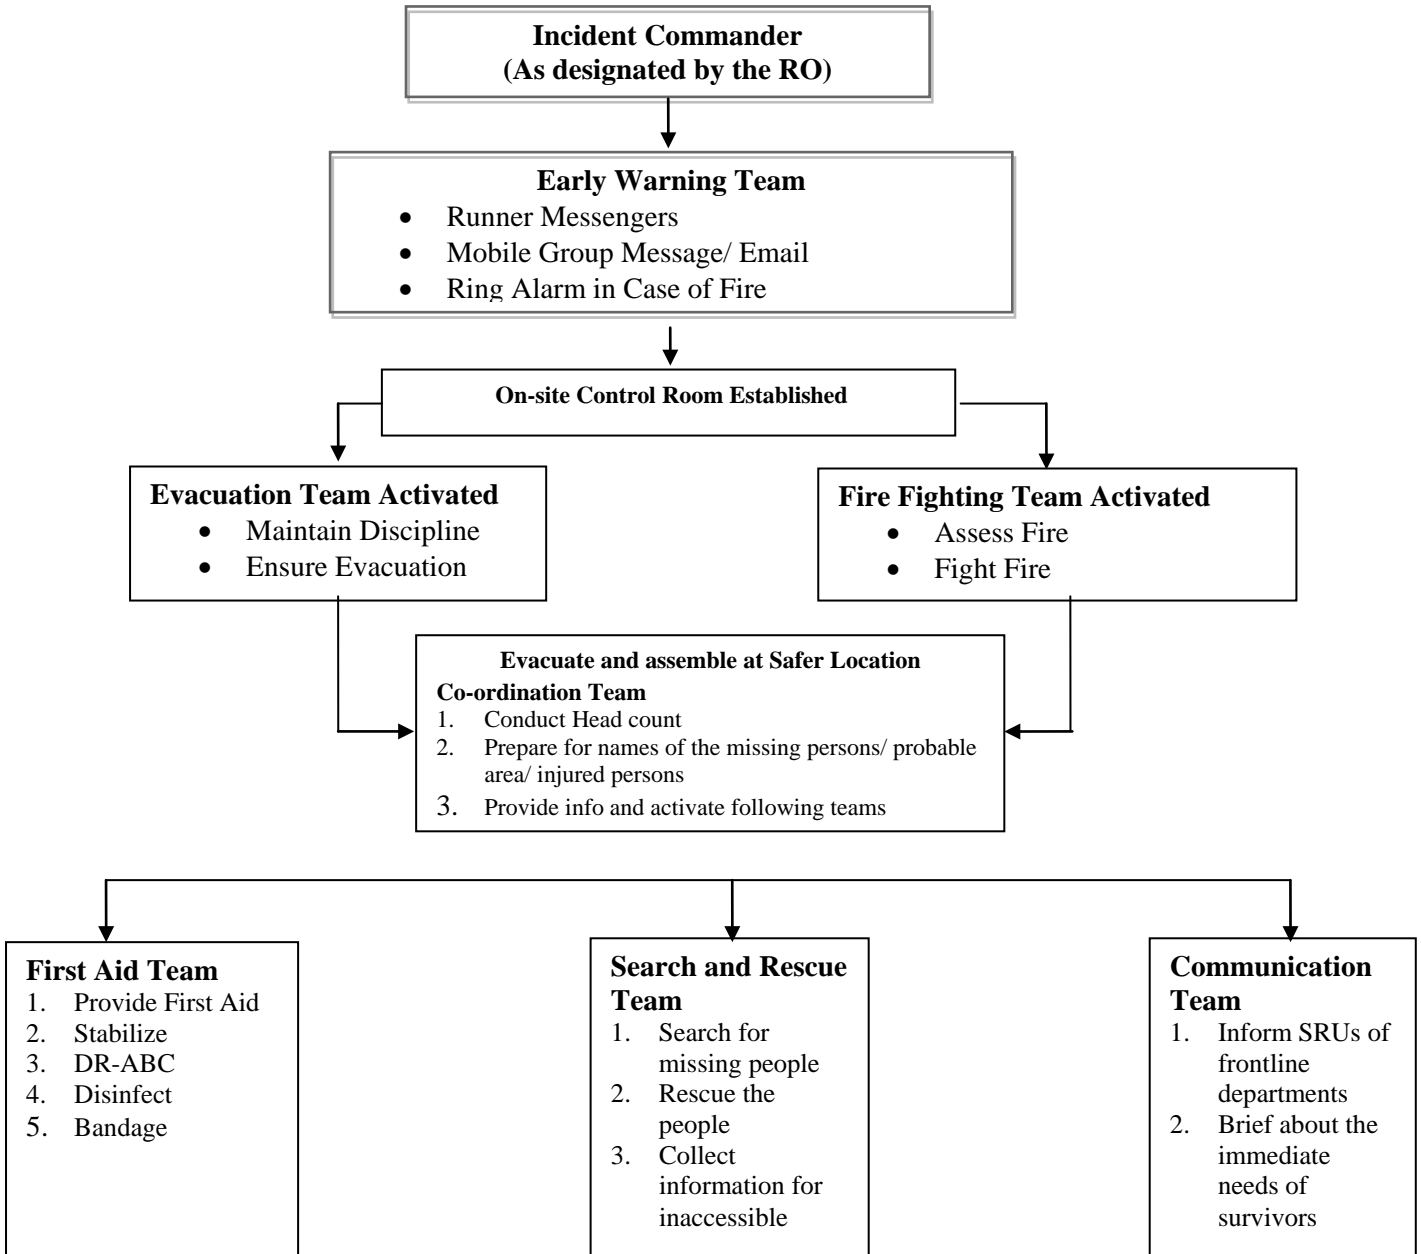 Incident Commander
(As designated by the RO)
Early Warning Team
• Runner Messengers
• Mobile Group Message/ Email
• Ring Alarm in Case of Fire
On-site Control Room Established
Evacuation Team Activated
• Maintain Discipline
• Ensure Evacuation
Fire Fighting Team Activated
• Assess Fire
• Fight Fire
Evacuate and assemble at Safer Location
Co-ordination Team
1. Conduct Head count
2. Prepare for names of the missing persons/ probable
area/ injured persons
3. Provide info and activate following teams
First Aid Team
1. Provide First Aid
2. Stabilize
3. DR-ABC
4. Disinfect
5. Bandage
Search and Rescue
Team
1. Search for
missing people
2. Rescue the
people
3. Collect
information for
inaccessible
Communication
Team
1. Inform SRUs of
frontline
departments
2. Brief about the
immediate
needs of
survivors